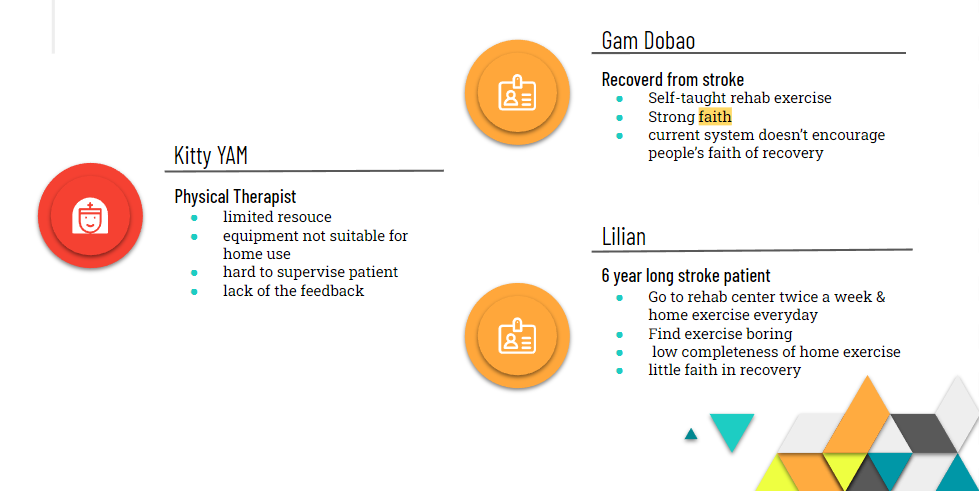 Kitty YAM
Physical Therapist
limited resouce
equipment not suitable for
home use
hard to supervise patient
lack of the feedback
Gam Dobao
Recoverd from stroke
Self-taught rehab exercise
Strong faith
current system doesn't encourage
people's faith of recovery
Lilian
6 year long stroke patient
Go to rehab center twice a week &
home exercise everyday
Find exercise boring
low completeness of home exercise
little faith in recovery